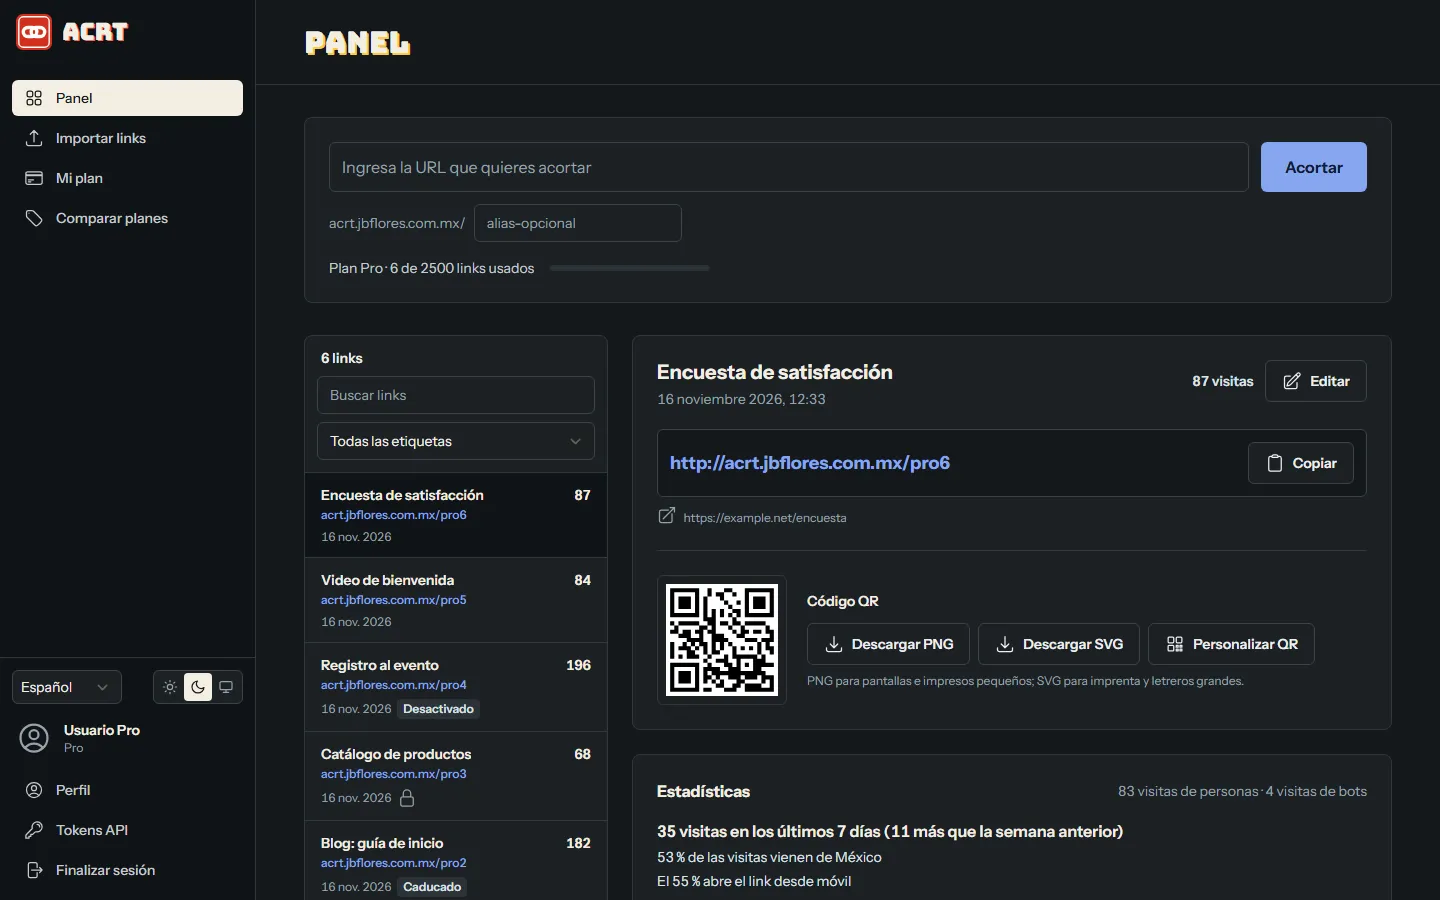 ACRT
Panel
Importar links
Mi plan
Comparar planes
Español
Usuario Pro
Pro
Perfil
Tokens API
Finalizar sesión
PANEL
Ingresa la URL que quieres acortar
Acortar
acrt.jbflores.com.mx/
alias-opcional
Plan Pro · 6 de 2500 links usados
6 links
Buscar links
Todas las etiquetas
Encuesta de satisfacción 87
acrt.jbflores.com.mx/pro6
16 nov. 2026
Video de bienvenida 84
acrt.jbflores.com.mx/pro5
16 nov. 2026
Registro al evento 196
acrt.jbflores.com.mx/pro4
16 nov. 2026 Desactivado
Catálogo de productos 68
acrt.jbflores.com.mx/pro3
16 nov. 2026
Blog: guía de inicio 182
acrt.jbflores.com.mx/pro2
16 nov. 2026 Caducado
Encuesta de satisfacción
16 noviembre 2026, 12:33
87 visitas
Editar
http://acrt.jbflores.com.mx/pro6
Copiar
https://example.net/encuesta
Código QR
Descargar PNG
Descargar SVG
Personalizar QR
PNG para pantallas e impresos pequeños; SVG para imprenta y letreros grandes.
Estadísticas
83 visitas de personas · 4 visitas de bots
35 visitas en los últimos 7 días (11 más que la semana anterior)
53 % de las visitas vienen de México
El 55 % abre el link desde móvil